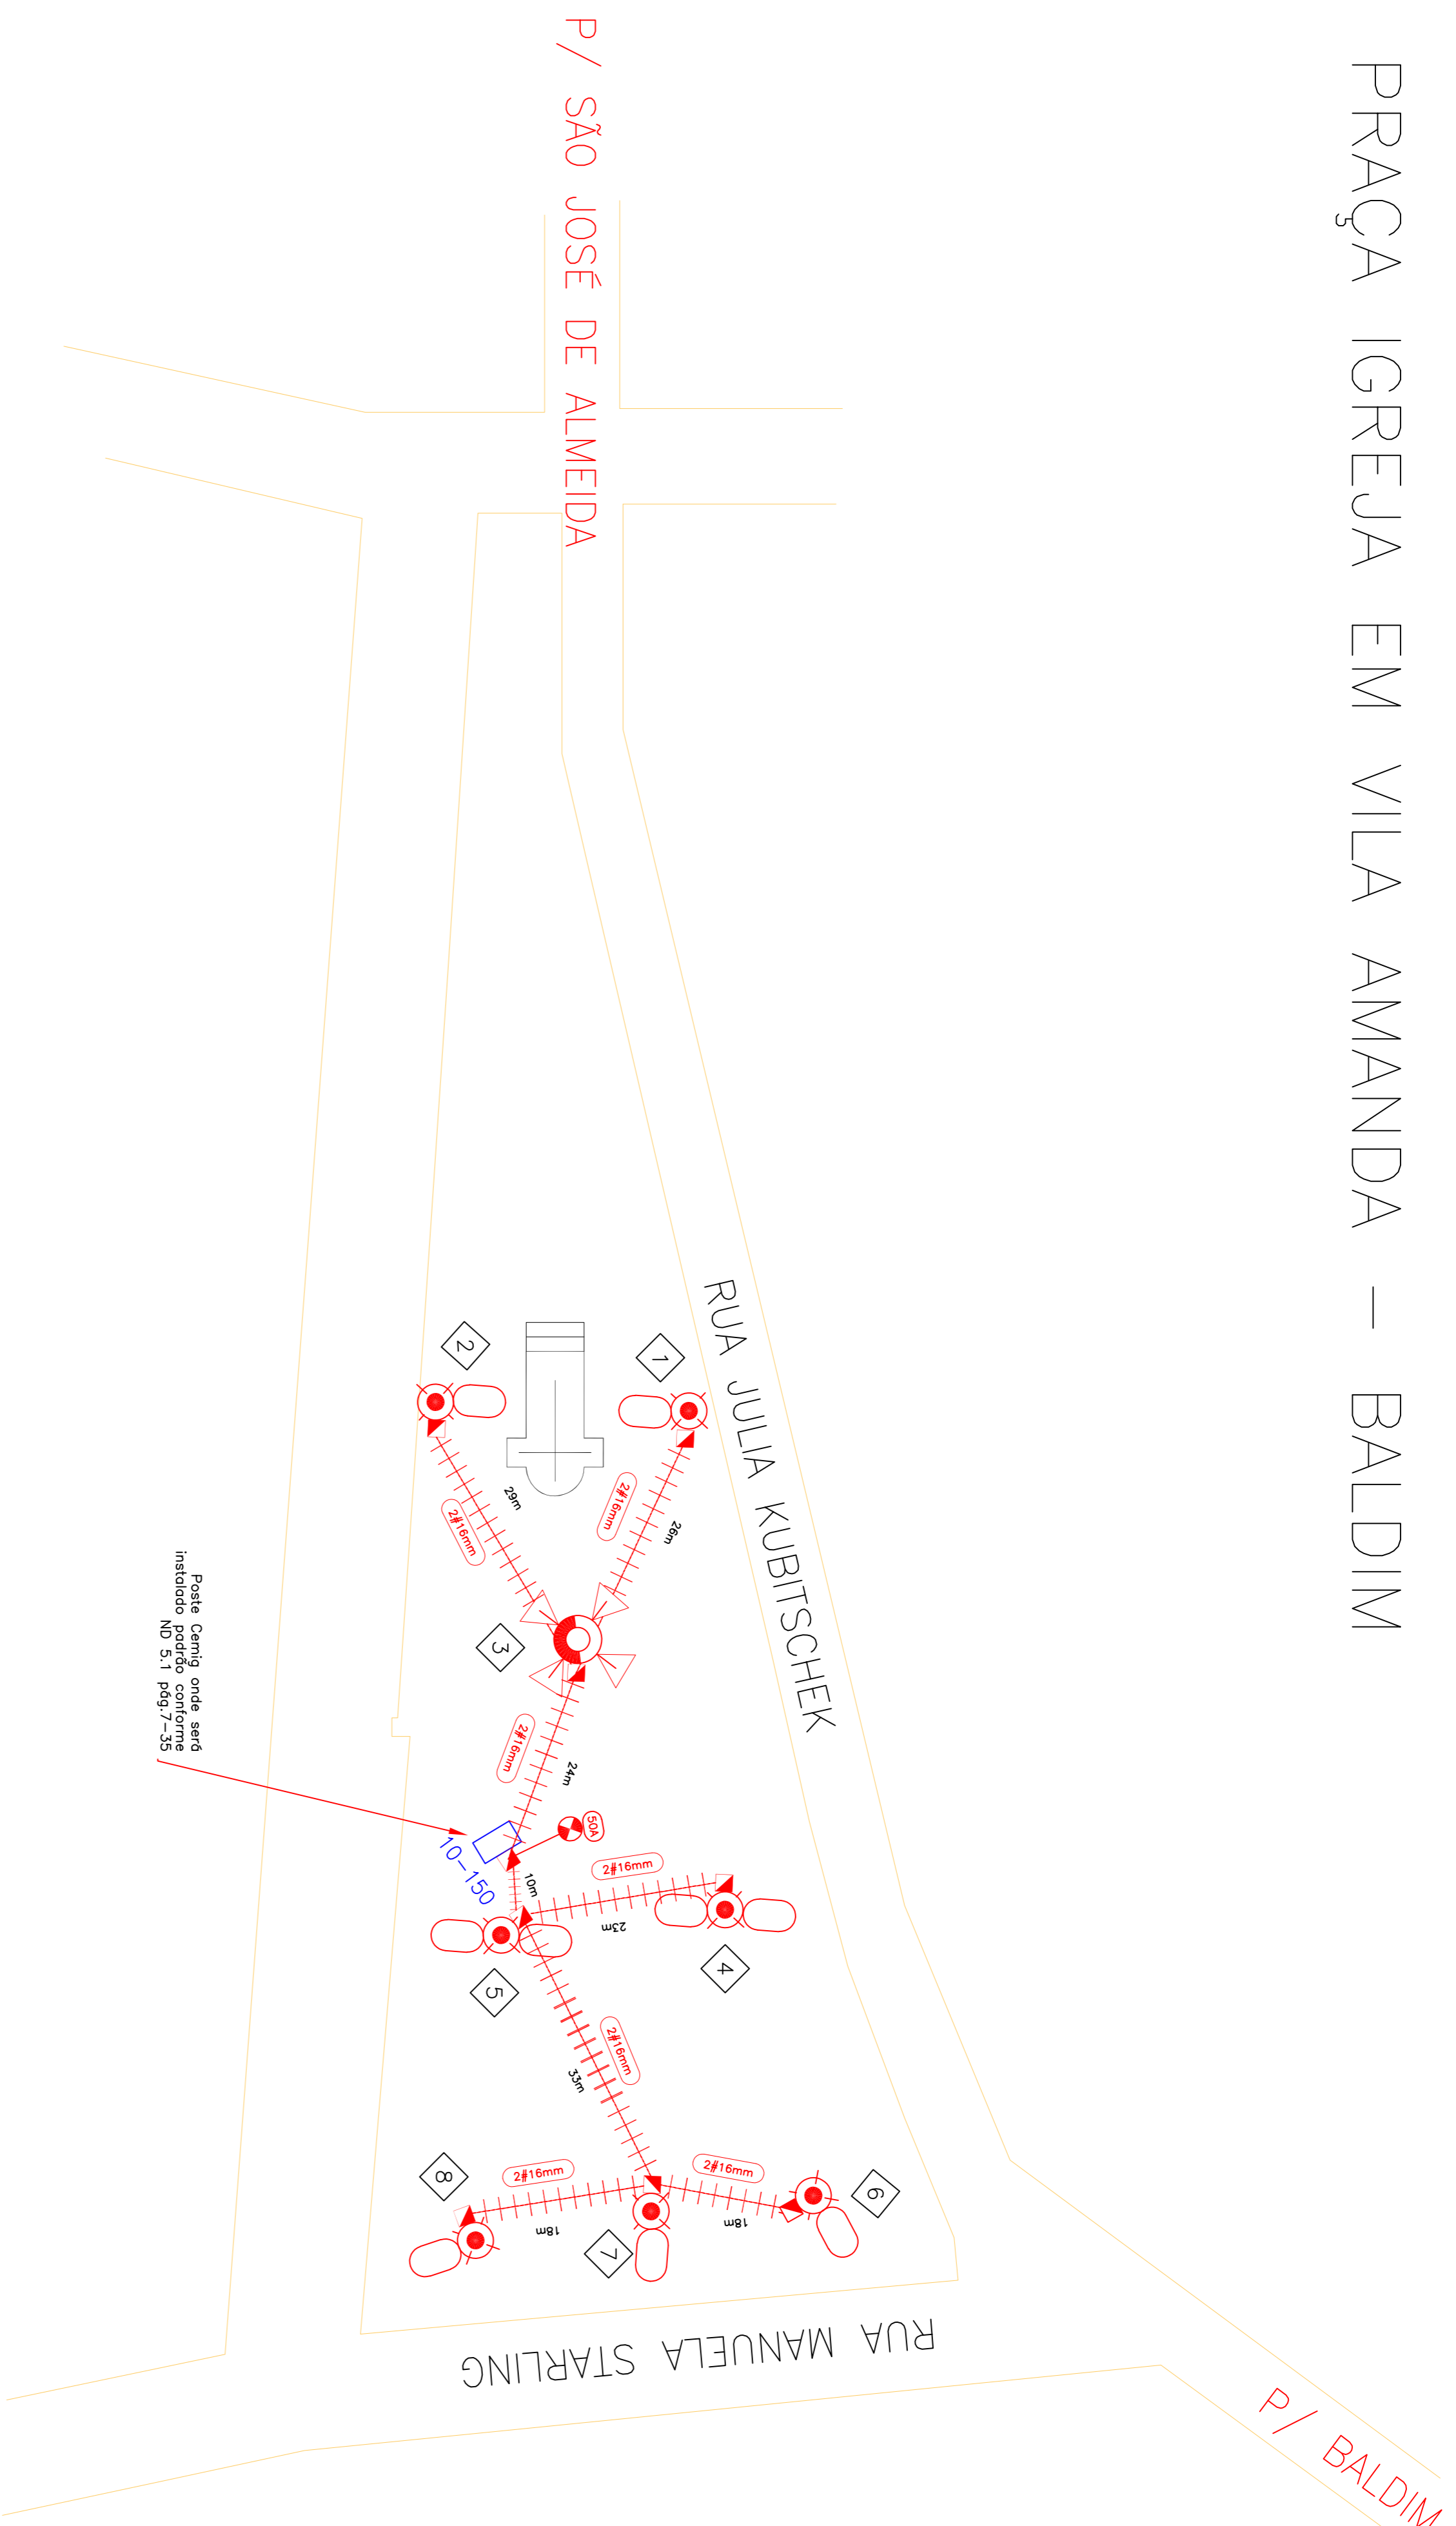 PRAÇA IGREJA EM VILA AMANDA - BALDIM
P/ SÃO JOSÉ DE ALMEIDA
RUA JULIA KUBITSCHEK
1
2
2#16mm
26m
29m
2#16mm
3
2#16mm
24m
Poste Cemig onde será
instalado padrão conforme
ND 5.1 pág.7-35
50A
10-150
10m
2#16mm
23m
4
5
2#16mm
33m
6
2#16mm
18m
7
2#16mm
18m
8
RUA MANUELA STARLING
P/ BALDIM